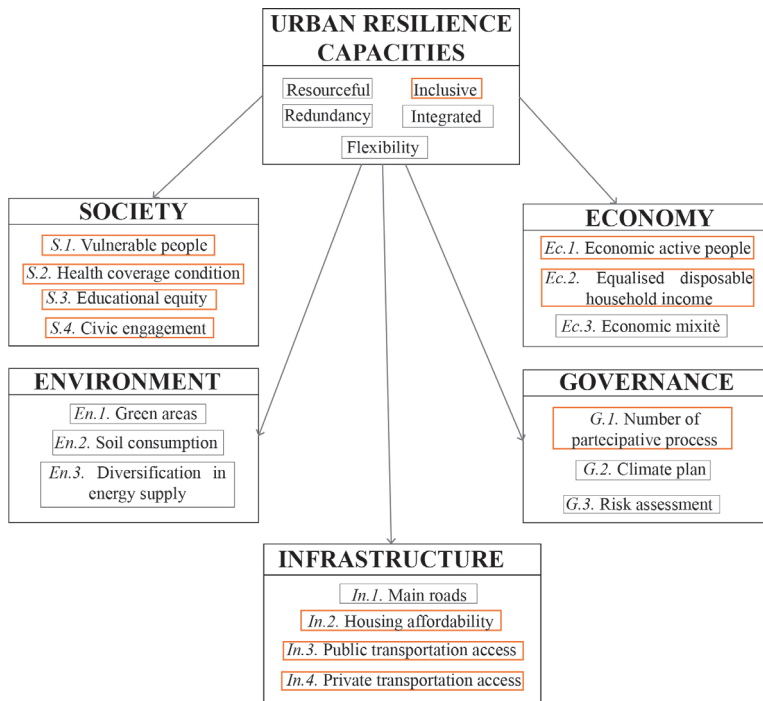 URBAN RESILIENCE
CAPACITIES
Resourceful
Inclusive
Redundancy
Integrated
Flexibility
SOCIETY
S.1. Vulnerable people
S.2. Health coverage condition
S.3. Educational equity
S.4. Civic engagement
ECONOMY
Ec.1. Economic active people
Ec.2. Equalised disposable
household income
Ec.3. Economic mixitè
ENVIRONMENT
En.1. Green areas
En.2. Soil consumption
En.3. Diversification in
energy supply
GOVERNANCE
G.1. Number of
partecipative process
G.2. Climate plan
G.3. Risk assessment
INFRASTRUCTURE
In.1. Main roads
In.2. Housing affordability
In.3. Public transportation access
In.4. Private transportation access